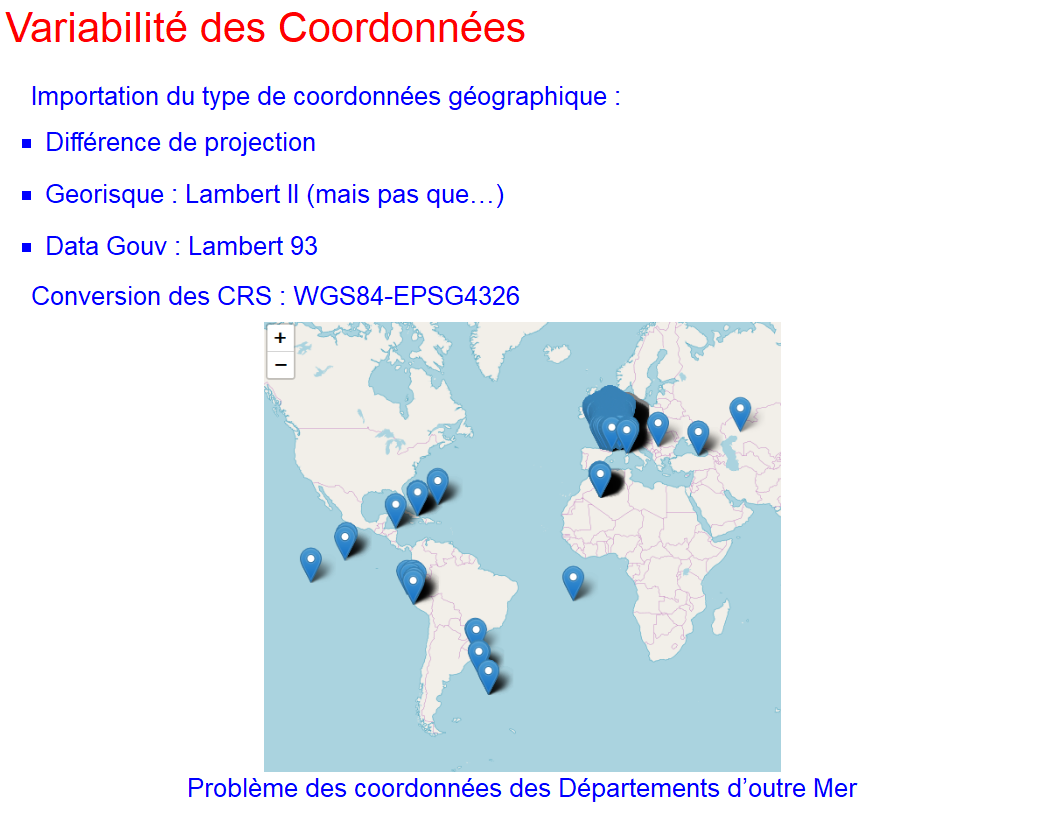 Variabilité des Coordonnées
Importation du type de coordonnées géographique :
Différence de projection
Georisque : Lambert II (mais pas que…)
Data Gouv : Lambert 93
Conversion des CRS : WGS84-EPSG4326
+
−
Problème des coordonnées des Départements d’outre Mer